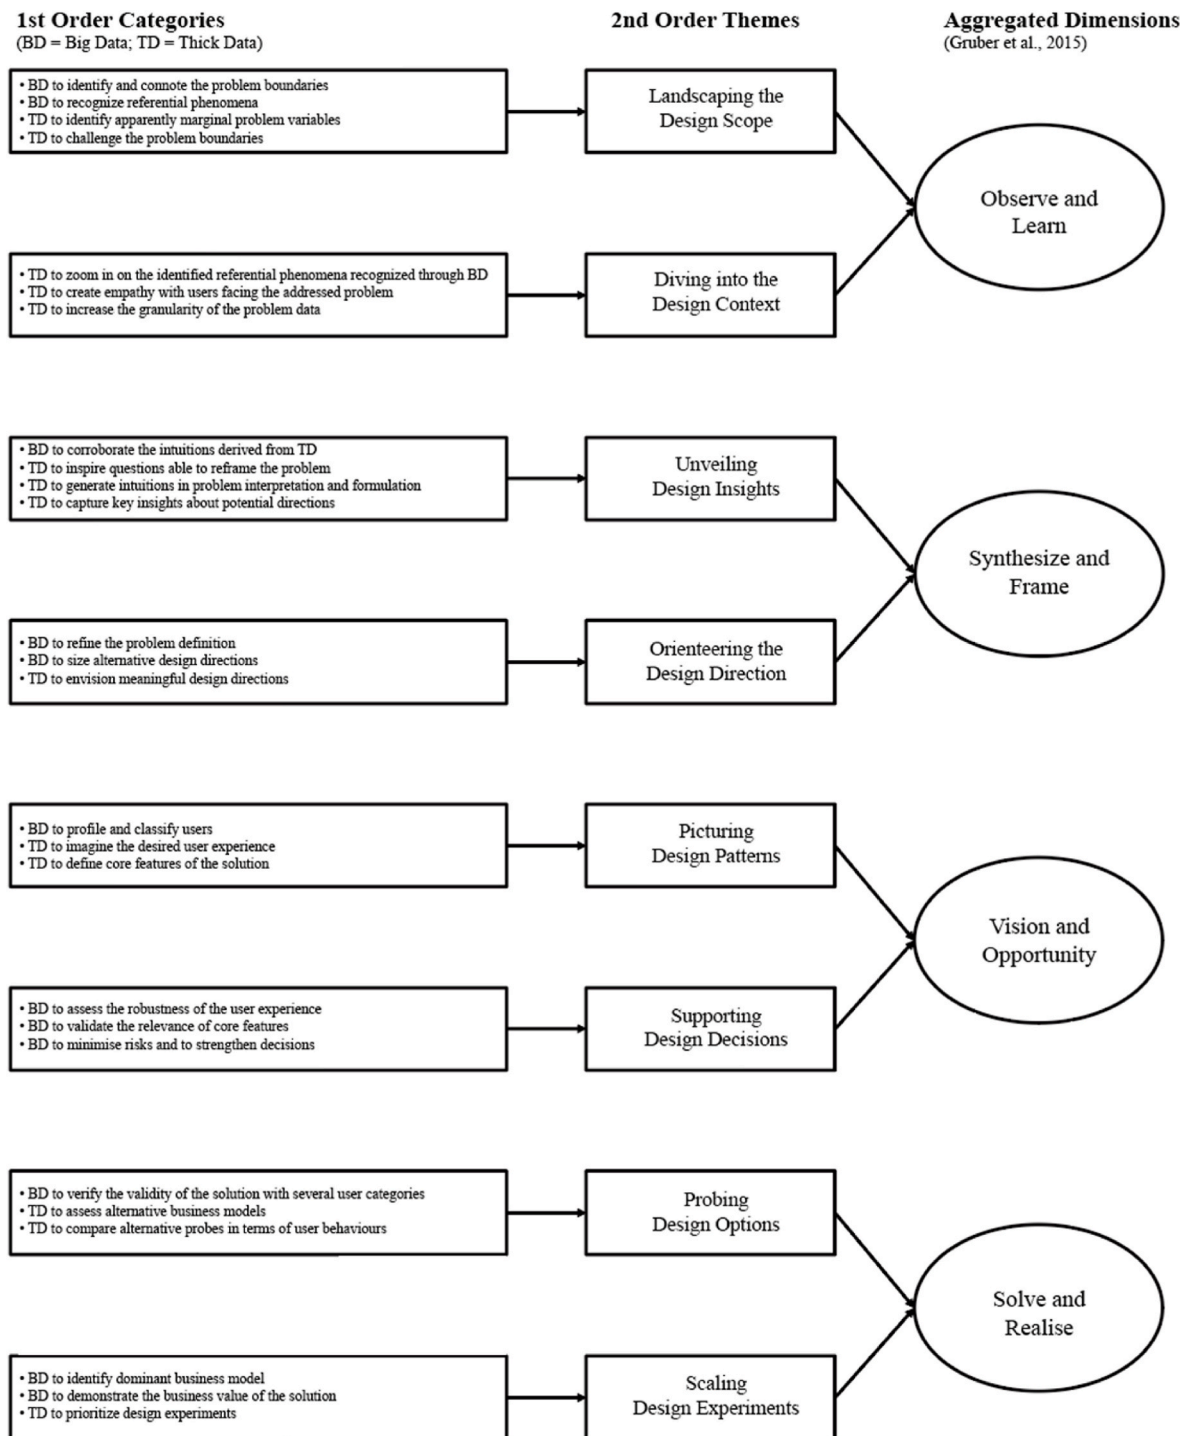 1st Order Categories
(BD = Big Data; TD = Thick Data)
2nd Order Themes
Aggregated Dimensions
(Gruber et al., 2015)
• BD to identify and connote the problem boundaries
• BD to recognize referential phenomena
• TD to identify apparently marginal problem variables
• TD to challenge the problem boundaries
Landscaping the
Design Scope
Observe and
Learn
• TD to zoom in on the identified referential phenomena recognized through BD
• TD to create empathy with users facing the addressed problem
• TD to increase the granularity of the problem data
Diving into the
Design Context
• BD to corroborate the intuitions derived from TD
• TD to inspire questions able to reframe the problem
• TD to generate intuitions in problem interpretation and formulation
• TD to capture key insights about potential directions
Unveiling
Design Insights
Synthesize and
Frame
• BD to refine the problem definition
• BD to size alternative design directions
• TD to envision meaningful design directions
Orienteering the
Design Direction
• BD to profile and classify users
• TD to imagine the desired user experience
• TD to define core features of the solution
Picturing
Design Patterns
Vision and
Opportunity
• BD to assess the robustness of the user experience
• BD to validate the relevance of core features
• BD to minimise risks and to strengthen decisions
Supporting
Design Decisions
• BD to verify the validity of the solution with several user categories
• TD to assess alternative business models
• TD to compare alternative probes in terms of user behaviours
Probing
Design Options
Solve and
Realise
• BD to identify dominant business model
• BD to demonstrate the business value of the solution
• TD to prioritize design experiments
Scaling
Design Experiments